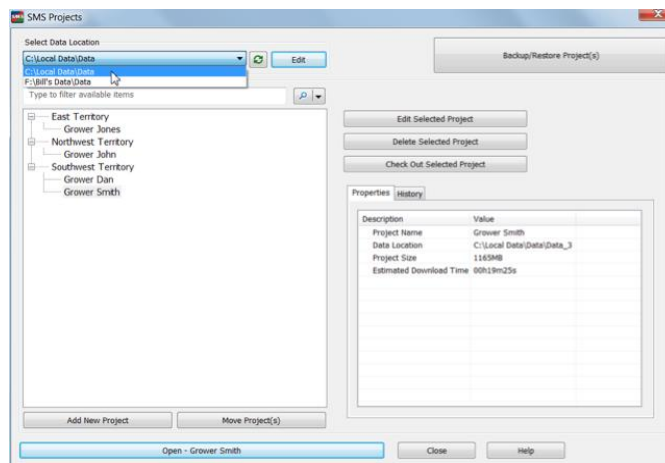 SMS SMS Projects
Select Data Location
C:\Local Data\Data
Edit
Backup/Restore Project(s)
C:\Local Data\Data
F:\Bill's Data\Data
Type to filter available items
East Territory
Grower Jones
Northwest Territory
Grower John
Southwest Territory
Grower Dan
Grower Smith
Edit Selected Project
Delete Selected Project
Check Out Selected Project
Properties History
Description Value
Project Name Grower Smith
Data Location C:\Local Data\Data\Data_3
Project Size 1165MB
Estimated Download Time 00h19m25s
Add New Project
Move Project(s)
Open - Grower Smith
Close
Help